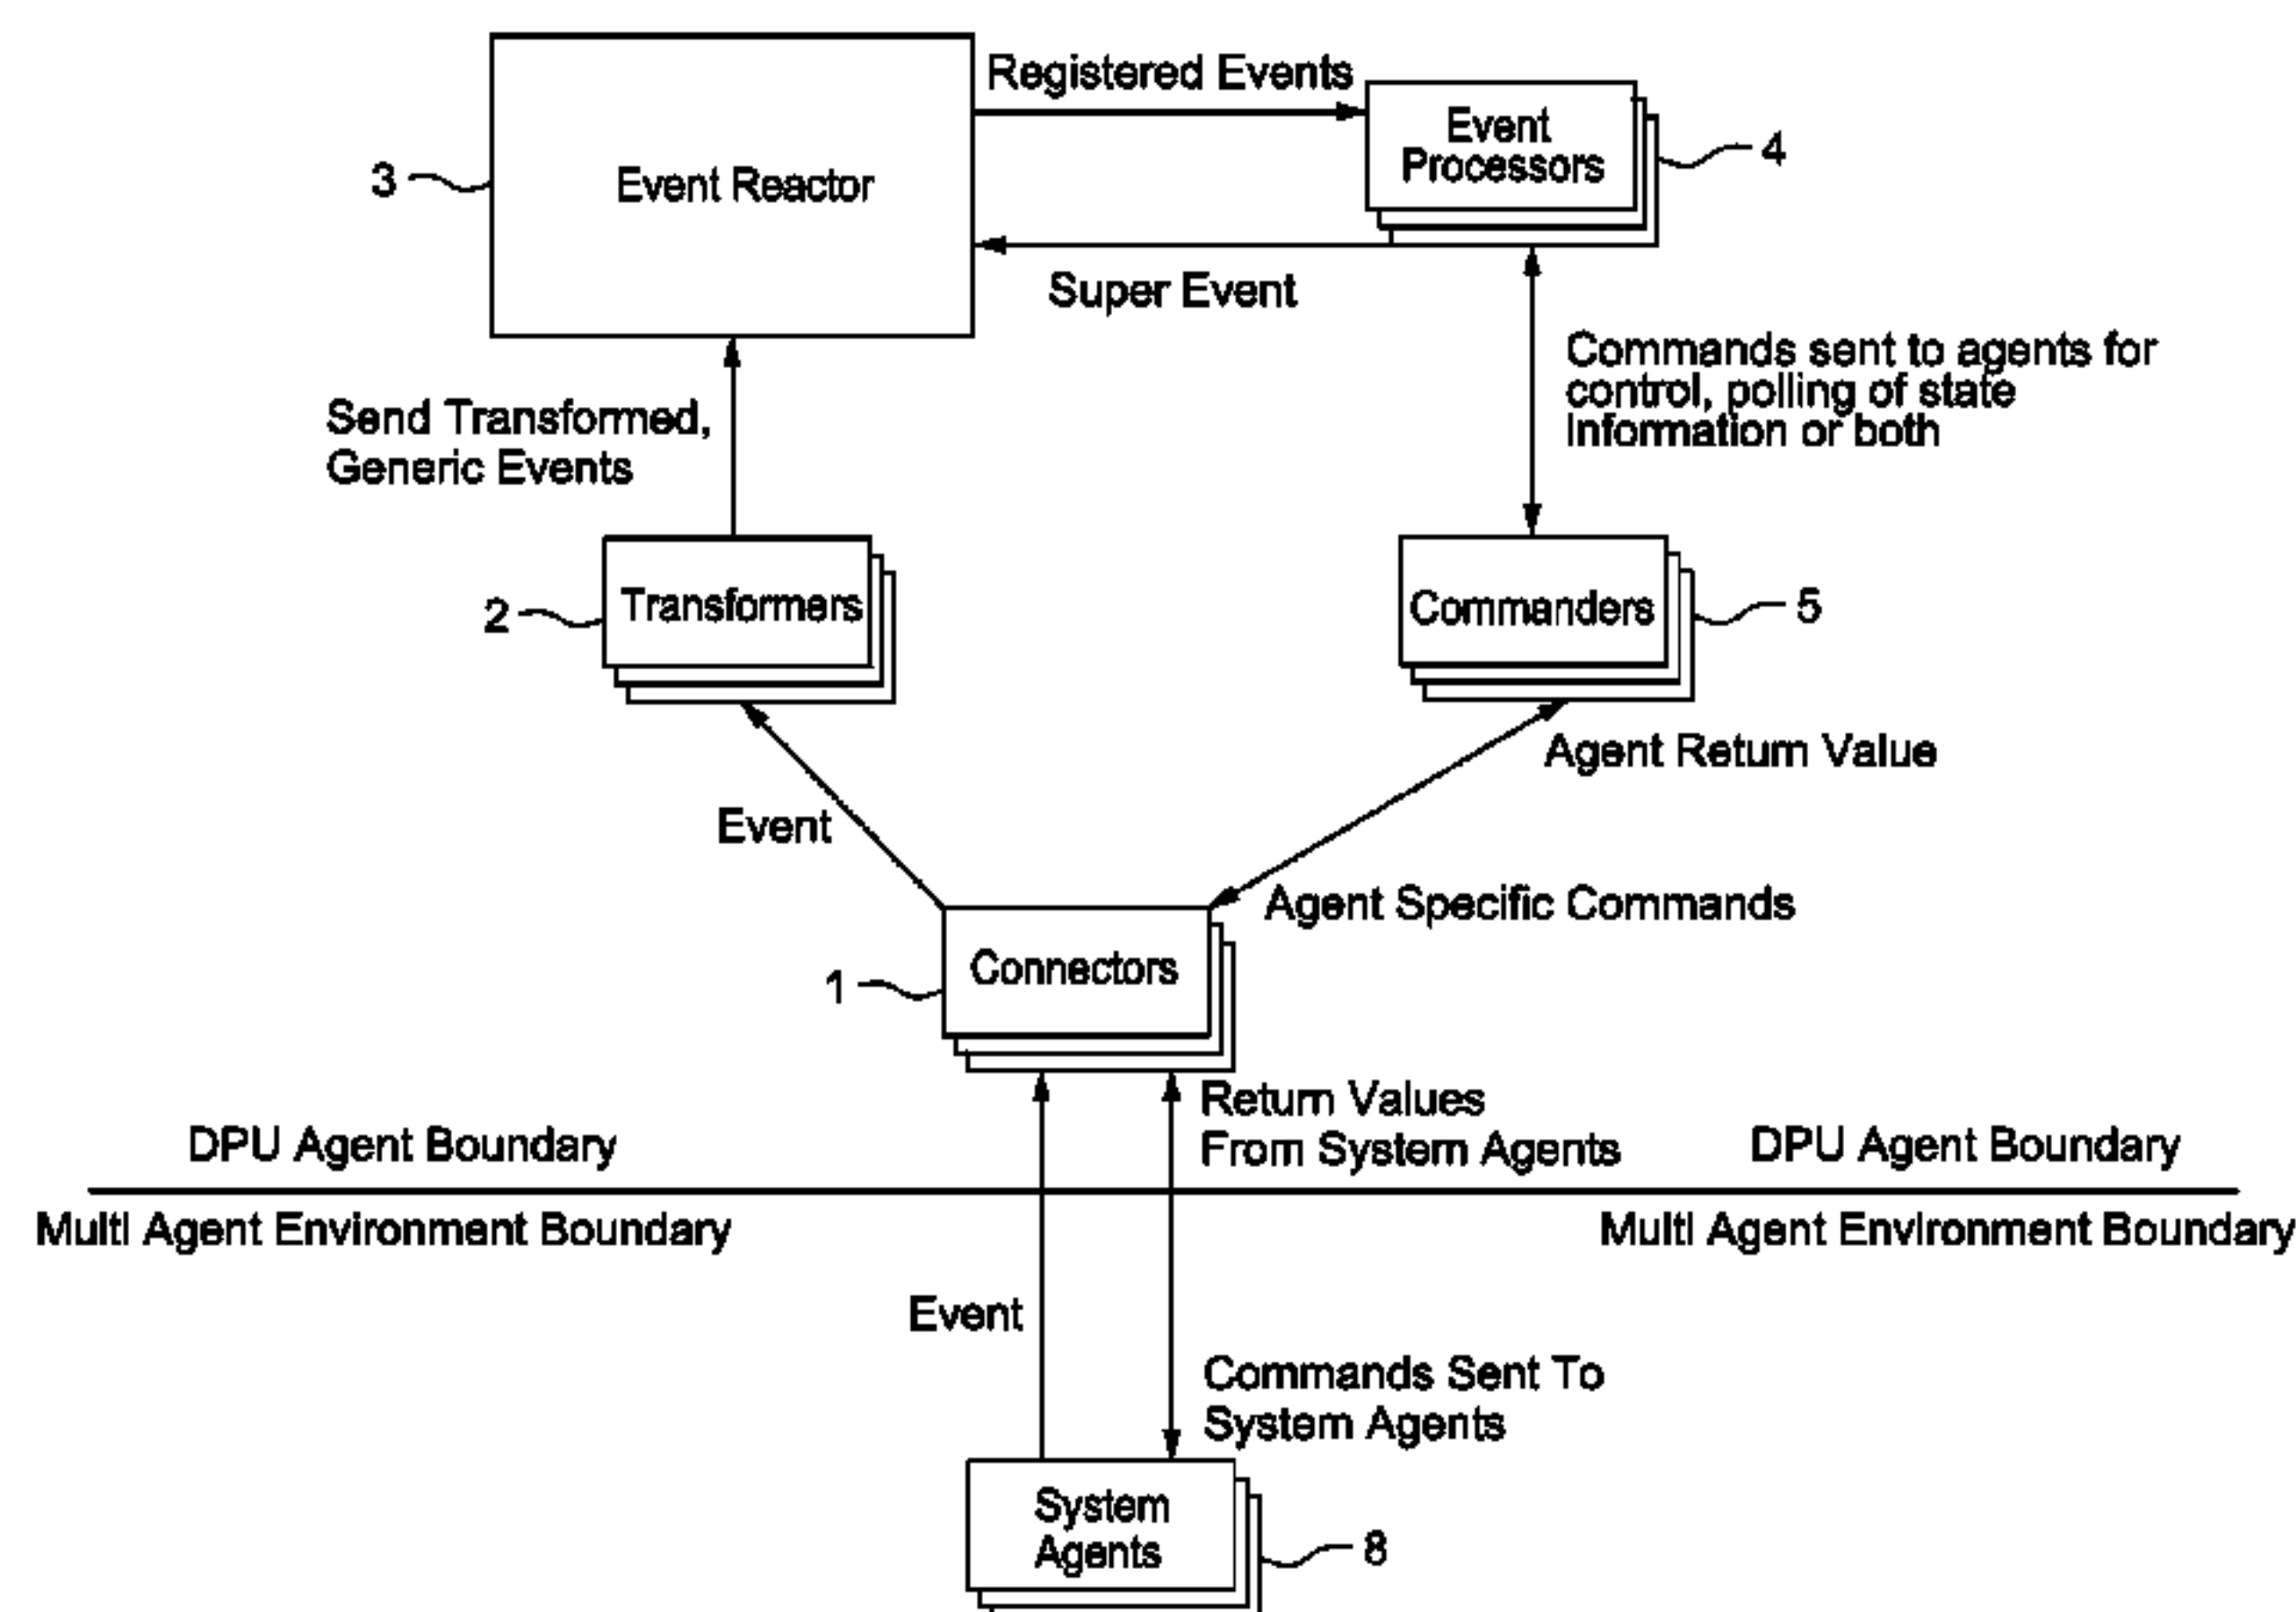 Registered Events
Event
Processors
4
3
Event Reactor
Super Event
Commands sent to agents for
control, polling of state
Information or both
Send Transformed,
Generic Events
2
Transformers
Commanders
5
Agent Return Value
Event
Agent Specific Commands
Connectors
1
Return Values
From System Agents
DPU Agent Boundary
DPU Agent Boundary
Multi Agent Environment Boundary
Multi Agent Environment Boundary
Event
Commands Sent To
System Agents
System
Agents
8